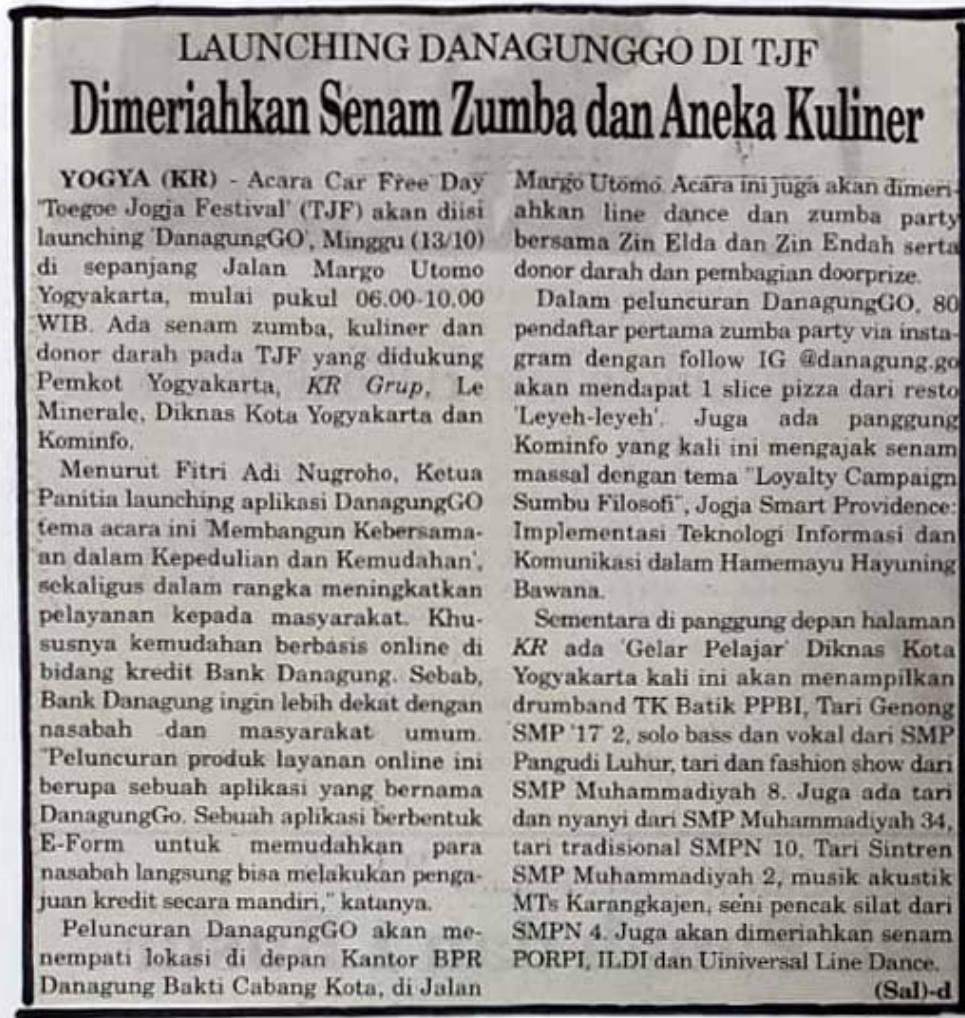 LAUNCHING DANAGUNGGO DI TJF
Dimeriahkan Senam Zumba dan Aneka Kuliner
YOGYA (KR) - Acara Car Free Day
'Toegoe Jogja Festival' (TJF) akan diisi
launching 'DanagungGO', Minggu (13/10)
di sepanjang Jalan Margo Utomo
Yogyakarta, mulai pukul 06.00-10.00
WIB. Ada senam zumba, kuliner dan
donor darah pada TJF yang didukung
Pemkot Yogyakarta, KR Grup, Le
Minerale, Diknas Kota Yogyakarta dan
Kominfo.
Menurut Fitri Adi Nugroho, Ketua
Panitia launching aplikasi DanagungGO
tema acara ini 'Membangun Kebersama-
an dalam Kepedulian dan Kemudahan',
sekaligus dalam rangka meningkatkan
pelayanan kepada masyarakat. Khu-
susnya kemudahan berbasis online di
bidang kredit Bank Danagung. Sebab,
Bank Danagung ingin lebih dekat dengan
nasabah dan masyarakat umum.
"Peluncuran produk layanan online ini
berupa sebuah aplikasi yang bernama
DanagungGo. Sebuah aplikasi berbentuk
E-Form untuk memudahkan para
nasabah langsung bisa melakukan penga-
juan kredit secara mandiri," katanya.
Peluncuran DanagungGO akan me-
nempati lokasi di depan Kantor BPR
Danagung Bakti Cabang Kota, di Jalan
Margo Utomo. Acara ini juga akan dimeri-
ahkan line dance dan zumba party
bersama Zin Elda dan Zin Endah serta
donor darah dan pembagian doorprize.
Dalam peluncuran DanagungGO, 80
pendaftar pertama zumba party via insta-
gram dengan follow IG @danagung.go
akan mendapat 1 slice pizza dari resto
'Leyeh-leyeh'. Juga ada panggung
Kominfo yang kali ini mengajak senam
massal dengan tema "Loyalty Campaign
Sumbu Filosofi", Jogja Smart Providence:
Implementasi Teknologi Informasi dan
Komunikasi dalam Hamemayu Hayuning
Bawana.
Sementara di panggung depan halaman
KR ada 'Gelar Pelajar' Diknas Kota
Yogyakarta kali ini akan menampilkan
drumband TK Batik PPBI, Tari Genong
SMP '17 2, solo bass dan vokal dari SMP
Pangudi Luhur, tari dan fashion show dari
SMP Muhammadiyah 8. Juga ada tari
dan nyanyi dari SMP Muhammadiyah 34,
tari tradisional SMPN 10, Tari Sintren
SMP Muhammadiyah 2, musik akustik
MTs Karangkajen, seni pencak silat dari
SMPN 4. Juga akan dimeriahkan senam
PORPI, ILDI dan Uiniversal Line Dance.
(Sal)-d